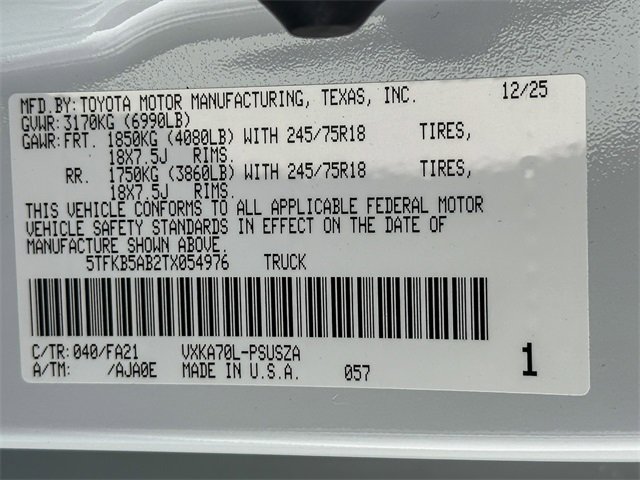 MFD.BY: TOYOTA MOTOR MANUFACTURING, TEXAS, INC. 12/25
GVWR: 3170KG (6990LB)
GAWR: FRT. 1850KG (4080LB) WITH 245/75R18 TIRES,
18X7.5J RIMS.
RR. 1750KG (3860LB) WITH 245/75R18 TIRES,
18X7.5J RIMS.
THIS VEHICLE CONFORMS TO ALL APPLICABLE FEDERAL MOTOR
VEHICLE SAFETY STANDARDS IN EFFECT ON THE DATE OF
MANUFACTURE SHOWN ABOVE.
5TFKB5AB2TX054976 TRUCK
C/TR: 040/FA21 VXKA70L-PSUSZA
A/TM: /AJA0E MADE IN U.S.A. 057 1